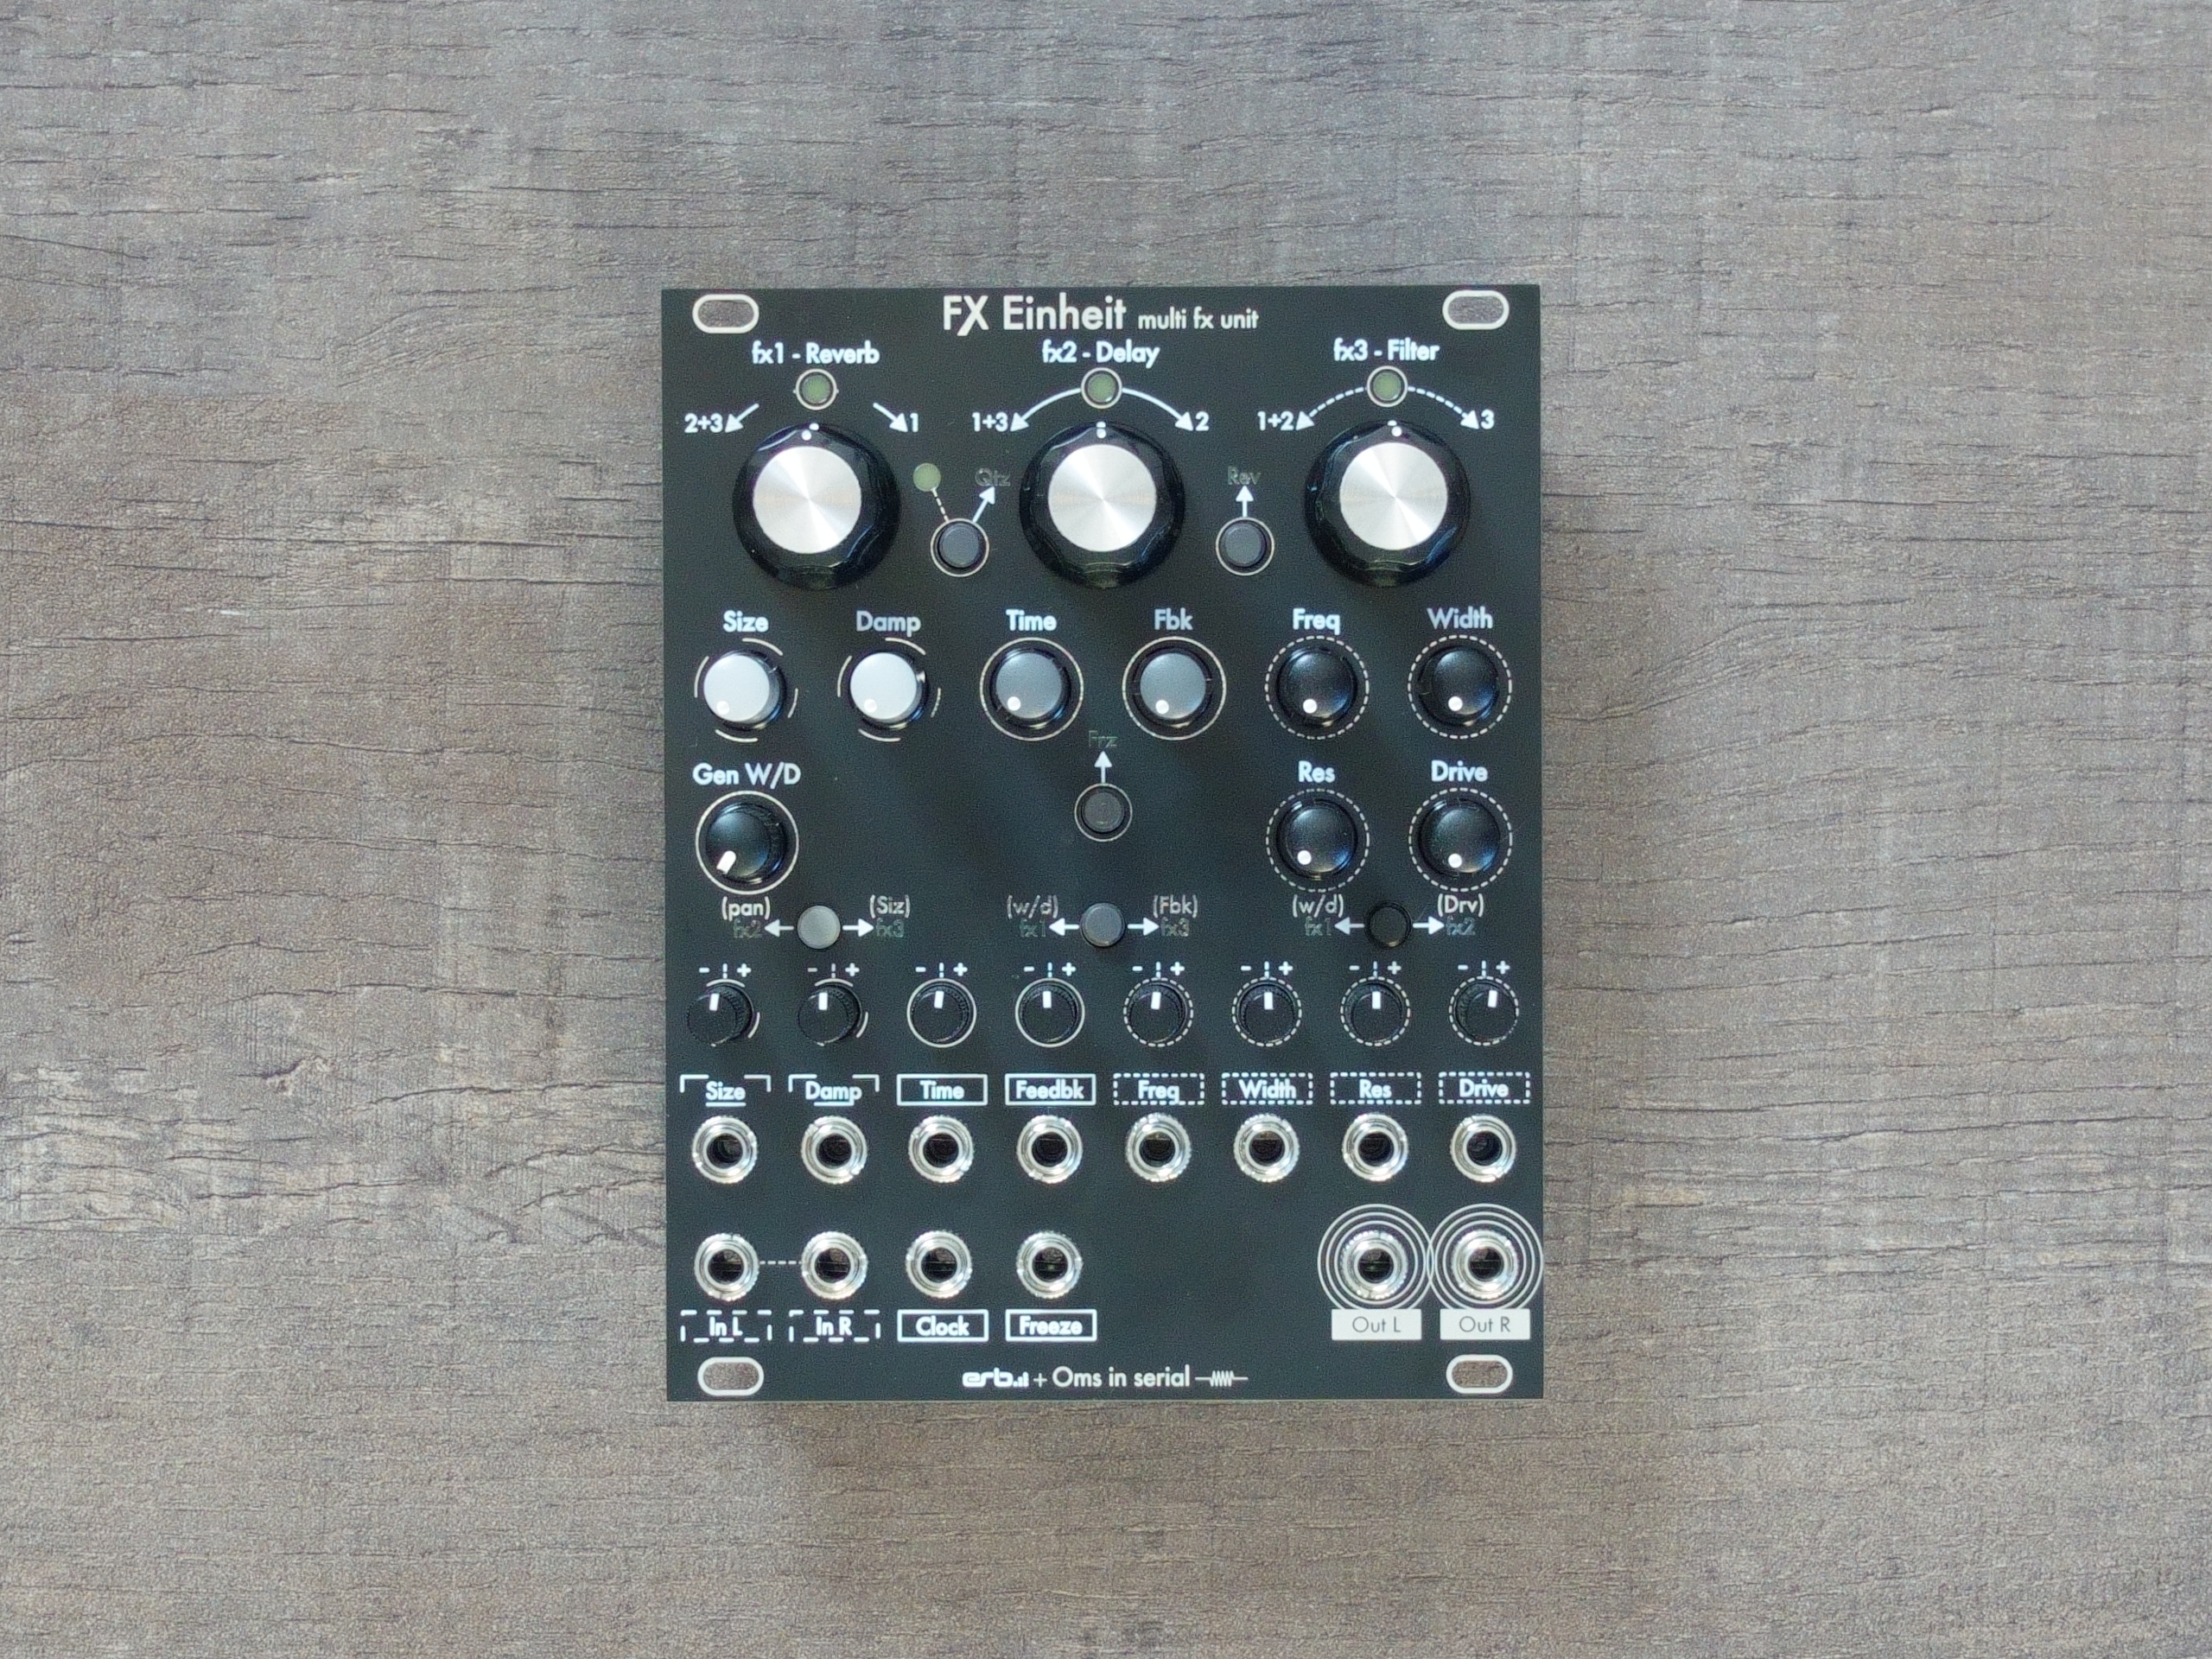 FX Einheit multi fx unit
fx1 - Reverb fx2 - Delay fx3 - Filter
2+3 1 1+3 2 1+2 3
Qtz Rev
Size Damp Time Fbk Freq Width
Frz
Gen W/D Res Drive
(pan) (Siz) (w/d) (Fbk) (w/d) (Drv)
fx2 fx3 fx1 fx3 fx1 fx2
- + - + - + - + - + - + - + - +
Size Damp Time Feedbk Freq Width Res Drive
In L In R Clock Freeze Out L Out R
erb + Oms in serial